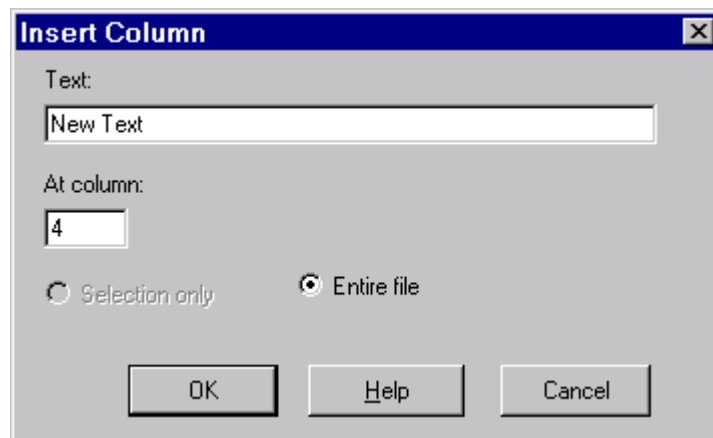 Insert Column
Text:
New Text
At column:
4
Selection only Entire file
OK Help Cancel